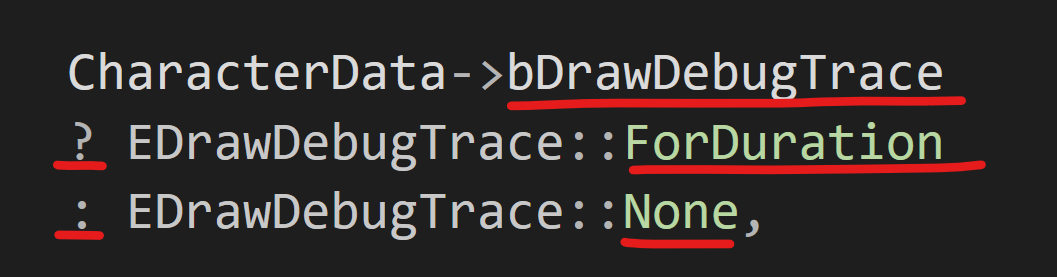 CharacterData->bDrawDebugTrace
? EDrawDebugTrace::ForDuration
: EDrawDebugTrace::None,